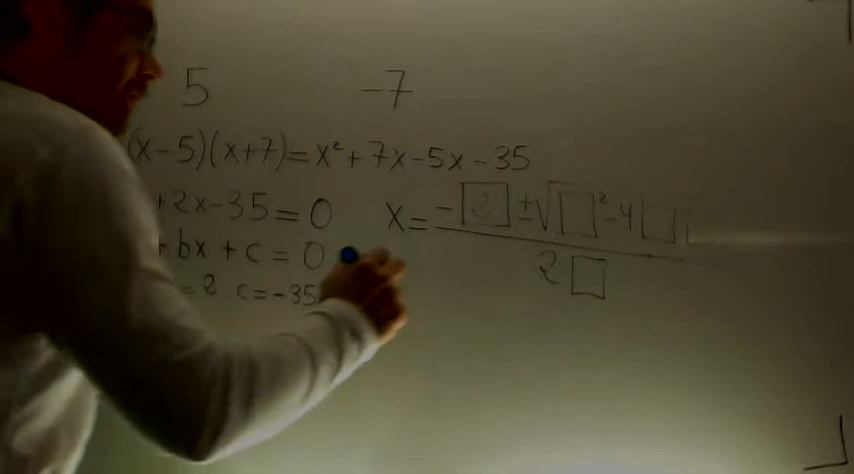 5 -7
(x-5)(x+7)=x²+7x-5x-35
+2x-35=0
x=-2±√□²-4□
2□
+bx+c=0
=2 c=-35